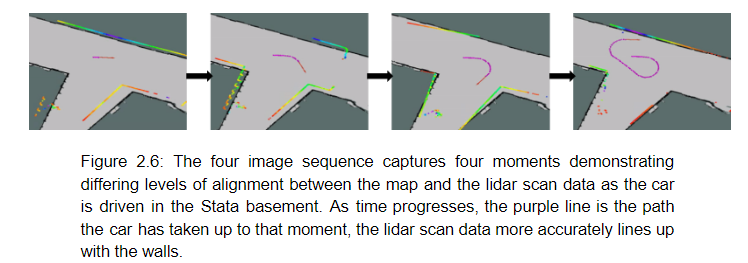 Figure 2.6: The four image sequence captures four moments demonstrating
differing levels of alignment between the map and the lidar scan data as the car
is driven in the Stata basement. As time progresses, the purple line is the path
the car has taken up to that moment, the lidar scan data more accurately lines up
with the walls.